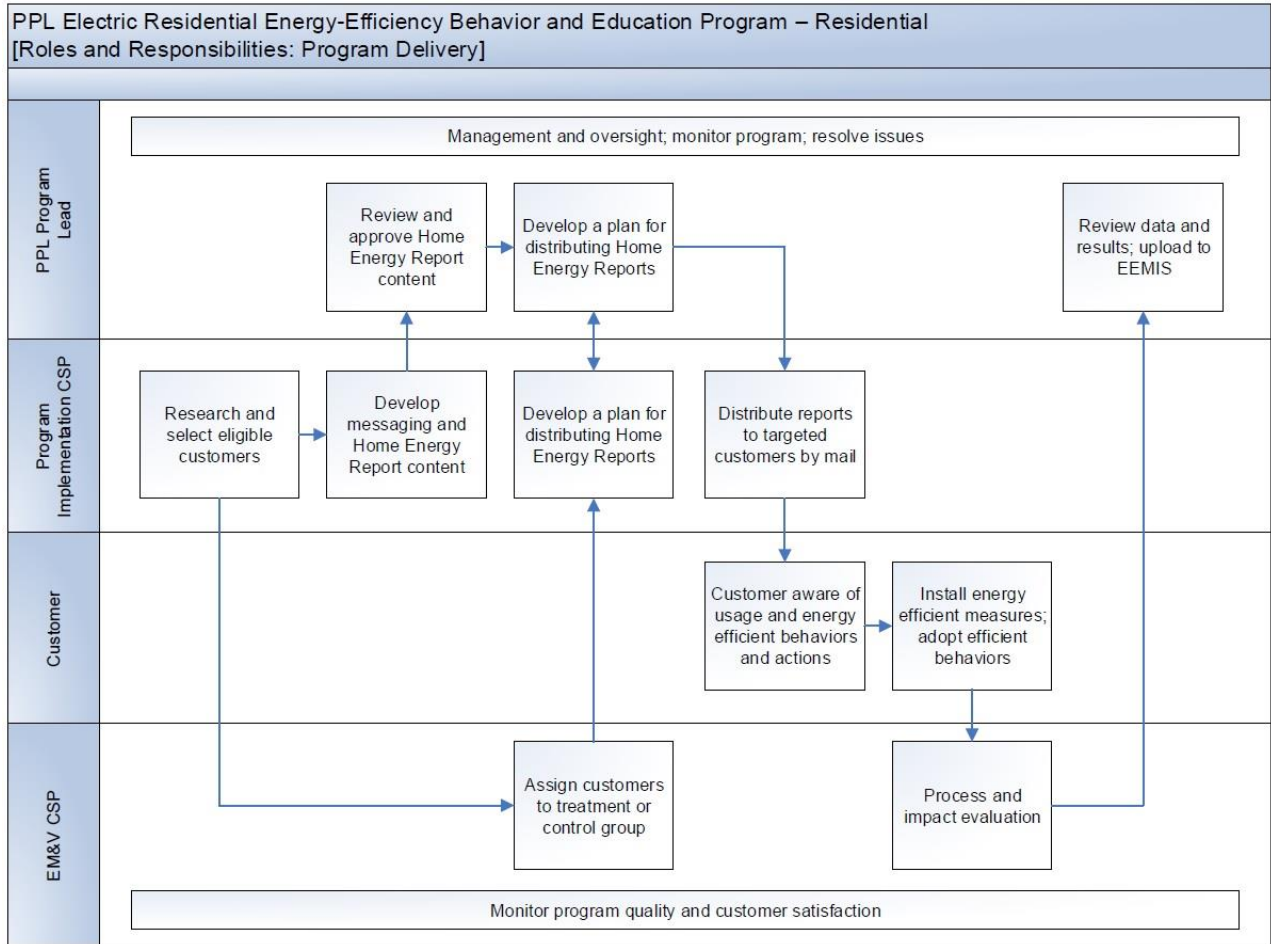 PPL Electric Residential Energy-Efficiency Behavior and Education Program – Residential
[Roles and Responsibilities: Program Delivery]
PPL Program
Lead
Management and oversight; monitor program; resolve issues
Review and
approve Home
Energy Report
content
Develop a plan for
distributing Home
Energy Reports
Review data and
results; upload to
EEMIS
Program
Implementation CSP
Research and
select eligible
customers
Develop
messaging and
Home Energy
Report content
Develop a plan for
distributing Home
Energy Reports
Distribute reports
to targeted
customers by mail
Customer
Customer aware of
usage and energy
efficient behaviors
and actions
Install energy
efficient measures;
adopt efficient
behaviors
EM&V CSP
Assign customers
to treatment or
control group
Process and
impact evaluation
Monitor program quality and customer satisfaction